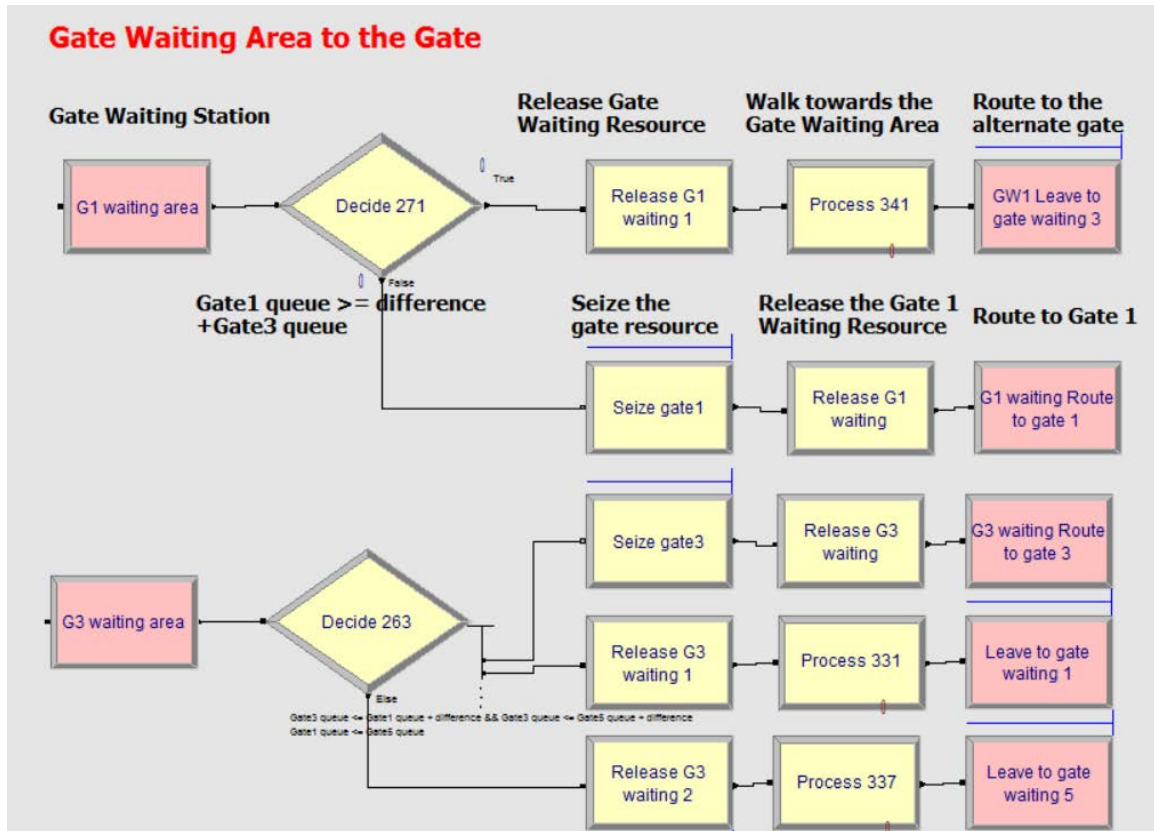 Gate Waiting Area to the Gate
Gate Waiting Station
Release Gate
Waiting Resource
Walk towards the
Gate Waiting Area
Route to the
alternate gate
G1 waiting area
Decide 271
True
False
Release G1
waiting 1
Process 341
GW1 Leave to
gate waiting 3
Gate1 queue >= difference
+Gate3 queue
Seize the
gate resource
Release the Gate 1
Waiting Resource
Route to Gate 1
Seize gate1
Release G1
waiting
G1 waiting Route
to gate 1
Seize gate3
Release G3
waiting
G3 waiting Route
to gate 3
G3 waiting area
Decide 263
Else
Release G3
waiting 1
Process 331
Leave to gate
waiting 1
Gate3 queue <= Gate1 queue + difference && Gate3 queue <= Gate5 queue + difference
Gate1 queue <= Gate5 queue
Release G3
waiting 2
Process 337
Leave to gate
waiting 5